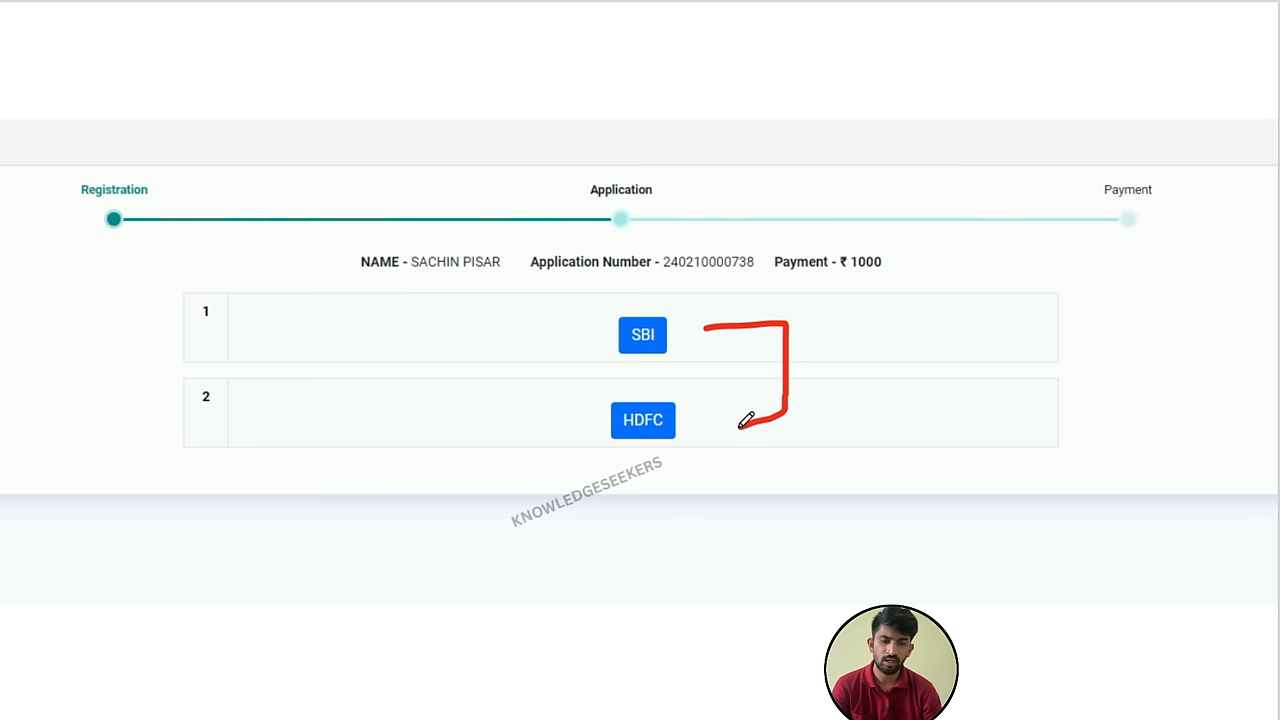 Registration Application Payment
NAME - SACHIN PISAR Application Number - 240210000738 Payment - ₹ 1000
1 SBI
2 HDFC
KNOWLEDGESEEKERS